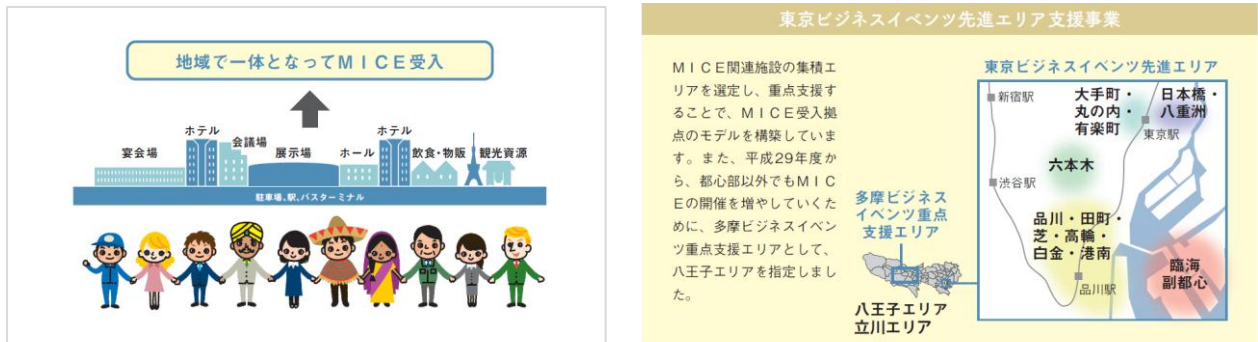 地域で一体となってＭＩＣＥ受入
ホテル
ホテル
会議場
宴会場
展示場
ホール
飲食・物販
観光資源
駐車場、駅、バスターミナル
東京ビジネスイベンツ先進エリア支援事業
ＭＩＣＥ関連施設の集積エ
リアを選定し、重点支援す
ることで、ＭＩＣＥ受入拠
点のモデルを構築していま
す。また、平成29年度か
ら、都心部以外でもＭＩＣ
Ｅの開催を増やしていくた
めに、多摩ビジネスイベン
ツ重点支援エリアとして、
八王子エリアを指定しまし
た。
多摩ビジネス
イベンツ重点
支援エリア
八王子エリア
立川エリア
東京ビジネスイベンツ先進エリア
新宿駅
大手町・
丸の内・
有楽町
日本橋・
八重洲
東京駅
六本木
渋谷駅
品川・田町・
芝・高輪・
白金・港南
品川駅
臨海
副都心